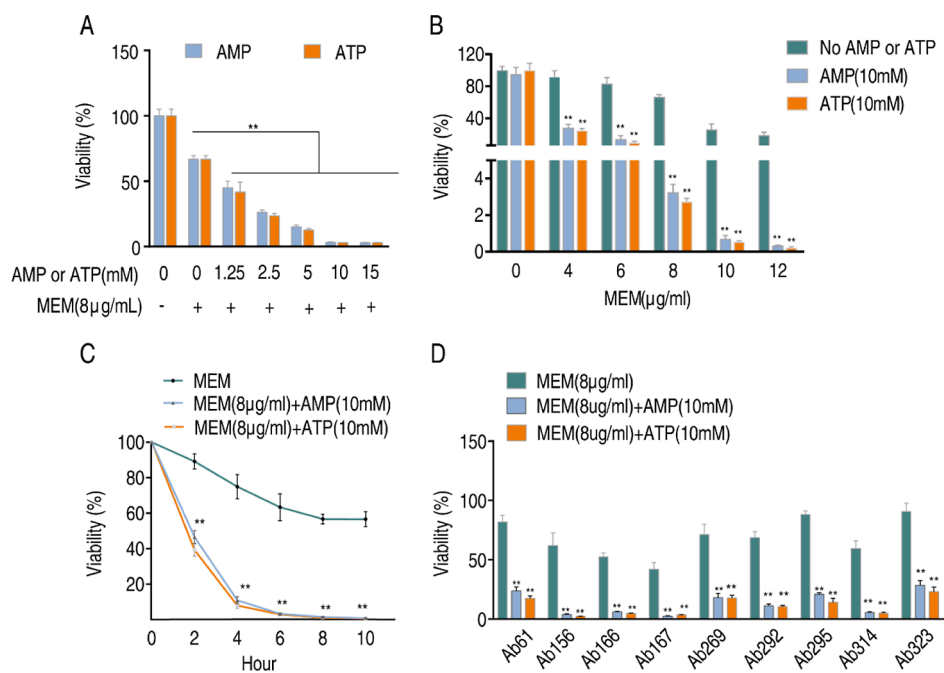 A
AMP ATP
Viability (%)
150
100
50
0
**
AMP or ATP(mM) 0 0 1.25 2.5 5 10 15
MEM(8μg/mL) - + + + + + +
B
No AMP or ATP
AMP(10mM)
ATP(10mM)
Viability (%)
120
80
40
6
4
2
0
** ** ** ** ** ** ** ** ** **
0 4 6 8 10 12
MEM(μg/ml)
C
MEM
MEM(8μg/ml)+AMP(10mM)
MEM(8μg/ml)+ATP(10mM)
Viability (%)
100
80
60
40
20
** ** ** ** **
0 2 4 6 8 10
Hour
D
MEM(8μg/ml)
MEM(8ug/ml)+AMP(10mM)
MEM(8ug/ml)+ATP(10mM)
Viability (%)
150
100
50
0
** ** ** ** ** ** ** ** ** ** ** ** ** ** ** ** ** **
Ab61 Ab156 Ab166 Ab167 Ab269 Ab292 Ab295 Ab314 Ab323